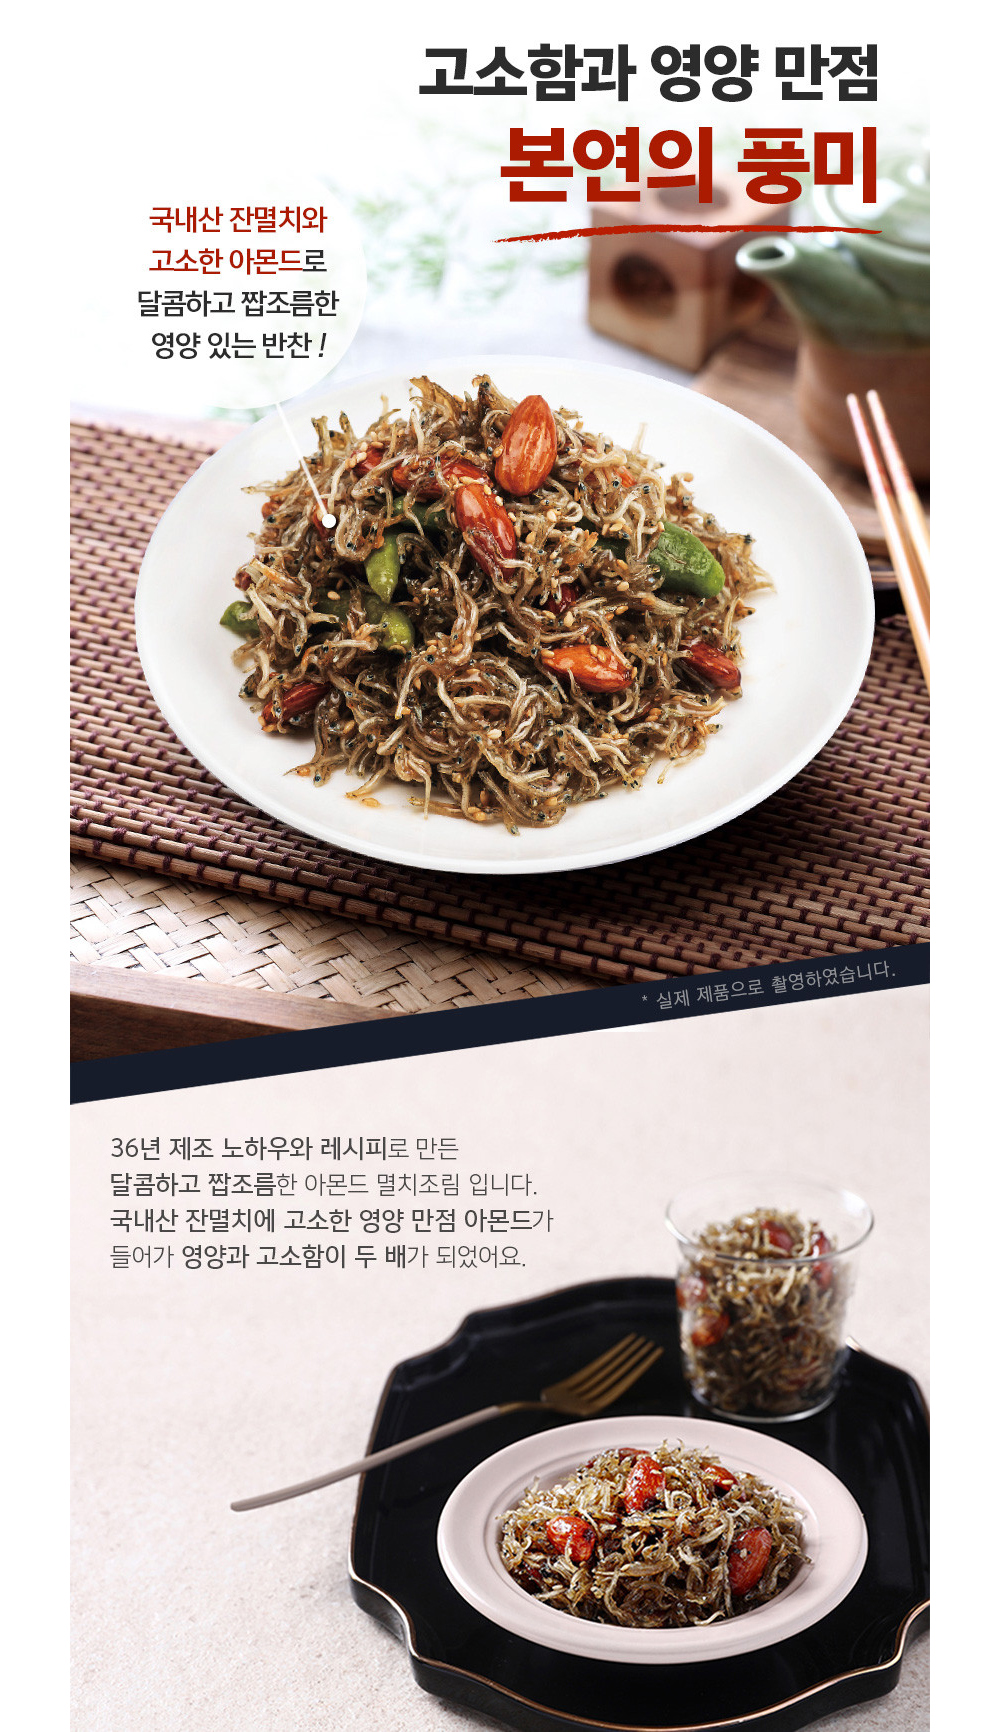 고소함과 영양 만점
본연의 풍미
국내산 잔멸치와
고소한 아몬드로
달콤하고 짭조름한
영양 있는 반찬 !
* 실제 제품으로 촬영하였습니다.
36년 제조 노하우와 레시피로 만든
달콤하고 짭조름한 아몬드 멸치조림 입니다.
국내산 잔멸치에 고소한 영양 만점 아몬드가
들어가 영양과 고소함이 두 배가 되었어요.